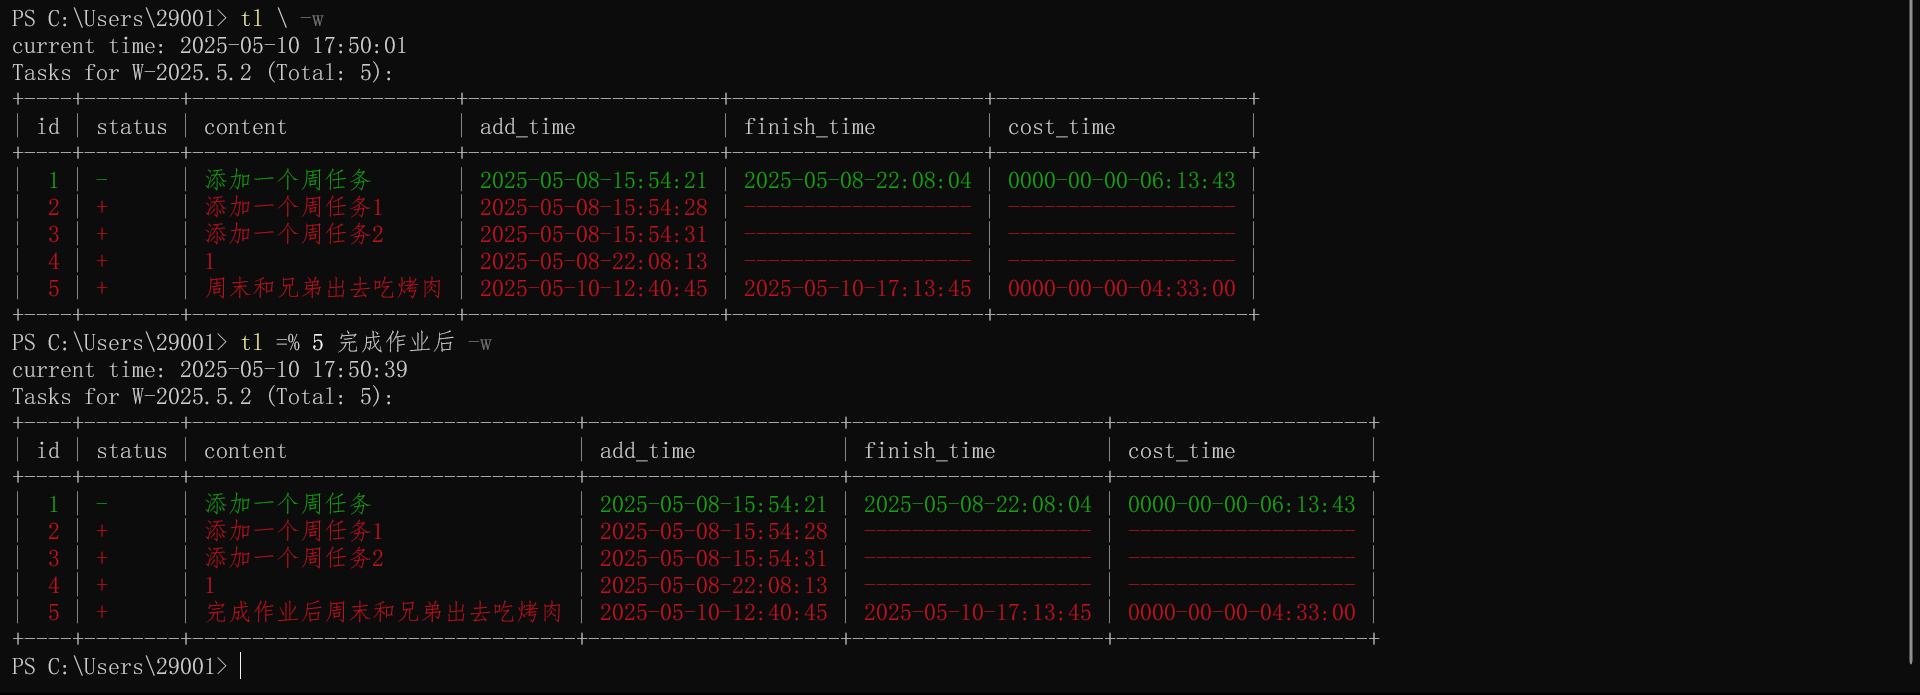 PS C:\Users\29001> tl \ -w
current time: 2025-05-10 17:50:01
Tasks for W-2025.5.2 (Total: 5):
+----+--------+----------------------+---------------------+---------------------+---------------------+
| id | status | content              | add_time            | finish_time         | cost_time           |
+----+--------+----------------------+---------------------+---------------------+---------------------+
|  1 | -      | 添加一个周任务       | 2025-05-08-15:54:21 | 2025-05-08-22:08:04 | 0000-00-00-06:13:43 |
|  2 | +      | 添加一个周任务1      | 2025-05-08-15:54:28 | ------------------- | ------------------- |
|  3 | +      | 添加一个周任务2      | 2025-05-08-15:54:31 | ------------------- | ------------------- |
|  4 | +      | 1                    | 2025-05-08-22:08:13 | ------------------- | ------------------- |
|  5 | +      | 周末和兄弟出去吃烤肉 | 2025-05-10-12:40:45 | 2025-05-10-17:13:45 | 0000-00-00-04:33:00 |
+----+--------+----------------------+---------------------+---------------------+---------------------+
PS C:\Users\29001> tl =% 5 完成作业后 -w
current time: 2025-05-10 17:50:39
Tasks for W-2025.5.2 (Total: 5):
+----+--------+--------------------------------+---------------------+---------------------+---------------------+
| id | status | content                        | add_time            | finish_time         | cost_time           |
+----+--------+--------------------------------+---------------------+---------------------+---------------------+
|  1 | -      | 添加一个周任务                 | 2025-05-08-15:54:21 | 2025-05-08-22:08:04 | 0000-00-00-06:13:43 |
|  2 | +      | 添加一个周任务1                | 2025-05-08-15:54:28 | ------------------- | ------------------- |
|  3 | +      | 添加一个周任务2                | 2025-05-08-15:54:31 | ------------------- | ------------------- |
|  4 | +      | 1                              | 2025-05-08-22:08:13 | ------------------- | ------------------- |
|  5 | +      | 完成作业后周末和兄弟出去吃烤肉 | 2025-05-10-12:40:45 | 2025-05-10-17:13:45 | 0000-00-00-04:33:00 |
+----+--------+--------------------------------+---------------------+---------------------+---------------------+
PS C:\Users\29001>